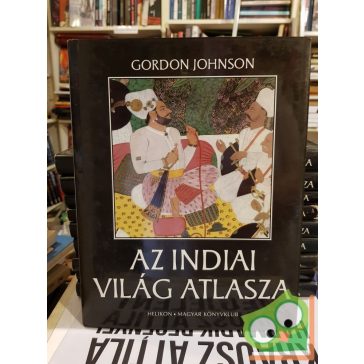 GORDON JOHNSON
AZ INDIAI
VILÁG ATLASZA
HELIKON • MAGYAR KÖNYVKLUB